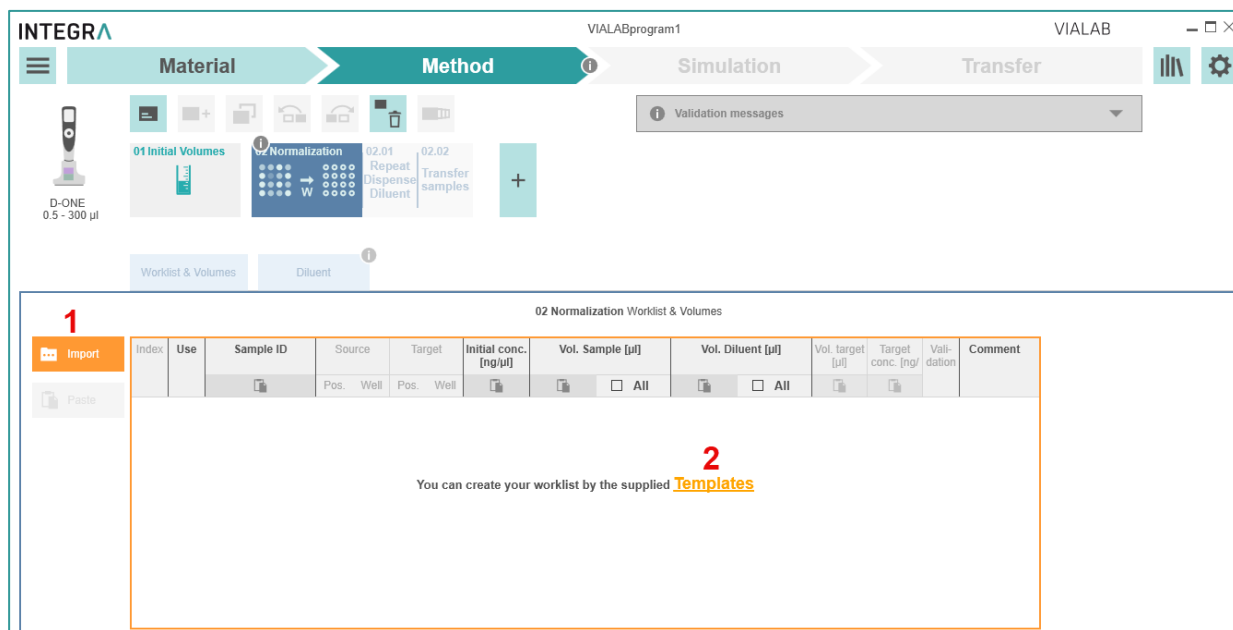 INTEGRA
VIALABprogram1
VIALAB
Material
Method
Simulation
Transfer
Validation messages
D-ONE
0.5 - 300 µl
01 Initial Volumes
02 Normalization
W
02.01
Repeat
Dispense
Diluent
02.02
Transfer
samples
+
Worklist & Volumes
Diluent
02 Normalization Worklist & Volumes
1
Import
Paste
Index Use Sample ID Source Target Initial conc. [ng/µl] Vol. Sample [µl] Vol. Diluent [µl] Vol. target [µl] Target conc. [ng/ Vali- dation Comment
Pos. Well Pos. Well All All
2
You can create your worklist by the supplied Templates